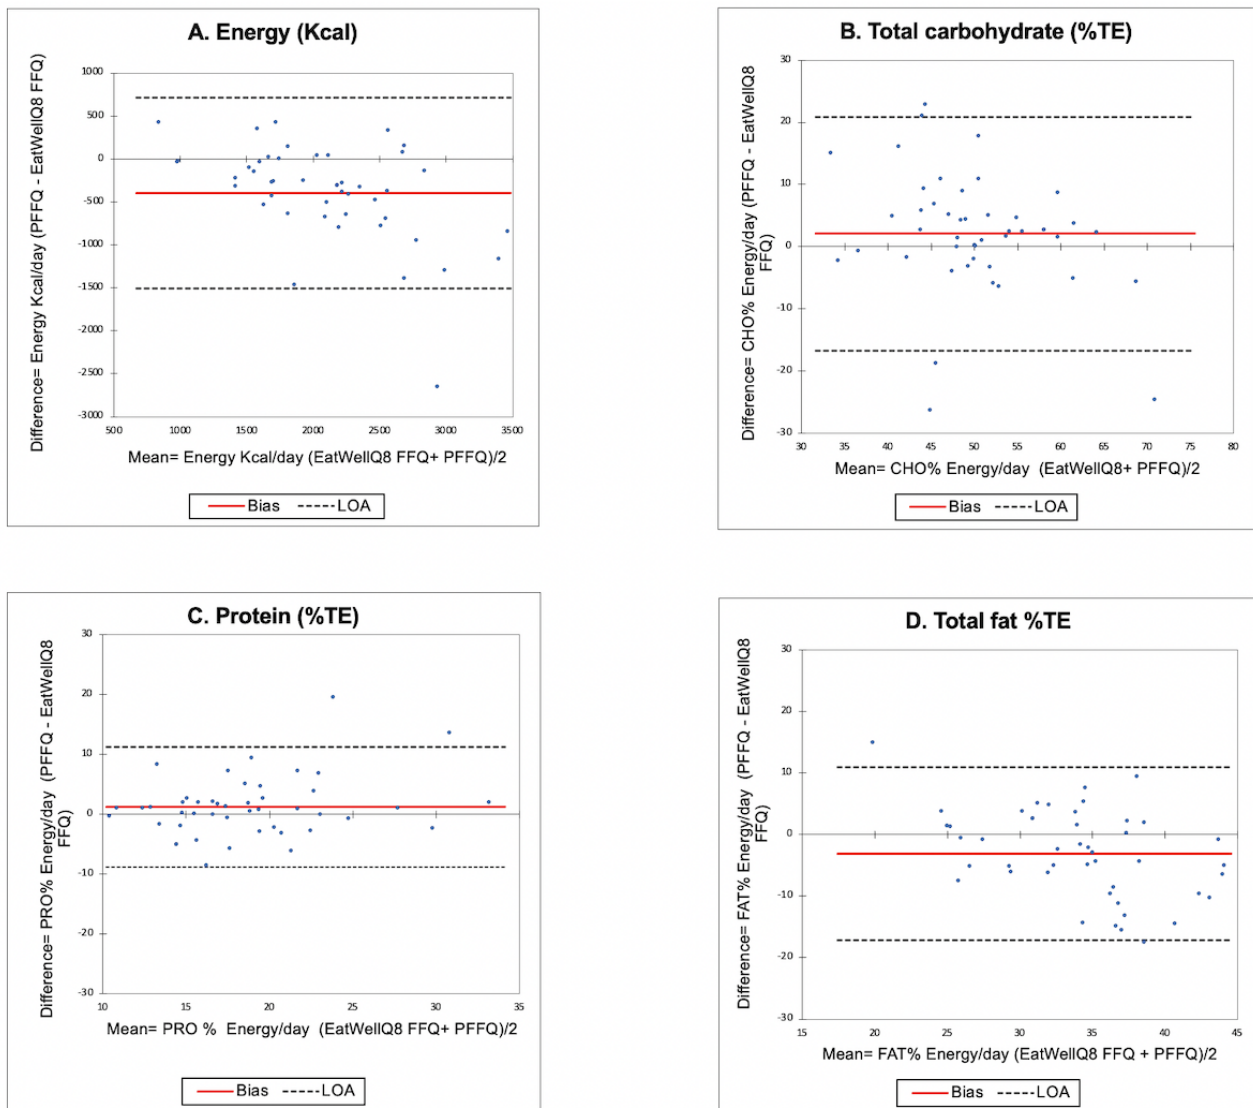 A. Energy (Kcal)
Difference= Energy Kcal/day (PFFQ - EatWellQ8 FFQ)
1000
500
0
-500
-1000
-1500
-2000
-2500
-3000
500 1000 1500 2000 2500 3000 3500
Mean= Energy Kcal/day (EatWellQ8 FFQ+ PFFQ)/2
Bias LOA
B. Total carbohydrate (%TE)
Difference= CHO% Energy/day (PFFQ - EatWellQ8
FFQ)
30
20
10
0
-10
-20
-30
30 35 40 45 50 55 60 65 70 75 80
Mean= CHO% Energy/day (EatWellQ8+ PFFQ)/2
Bias LOA
C. Protein (%TE)
Difference= PRO% Energy/day (PFFQ - EatWellQ8
FFQ)
30
20
10
0
-10
-20
-30
10 15 20 25 30 35
Mean= PRO % Energy/day (EatWellQ8 FFQ+ PFFQ)/2
Bias LOA
D. Total fat %TE
Difference= FAT% Energy/day (PFFQ - EatWellQ8
FFQ)
30
20
10
0
-10
-20
-30
15 20 25 30 35 40 45
Mean= FAT% Energy/day (EatWellQ8 FFQ + PFFQ)/2
Bias LOA